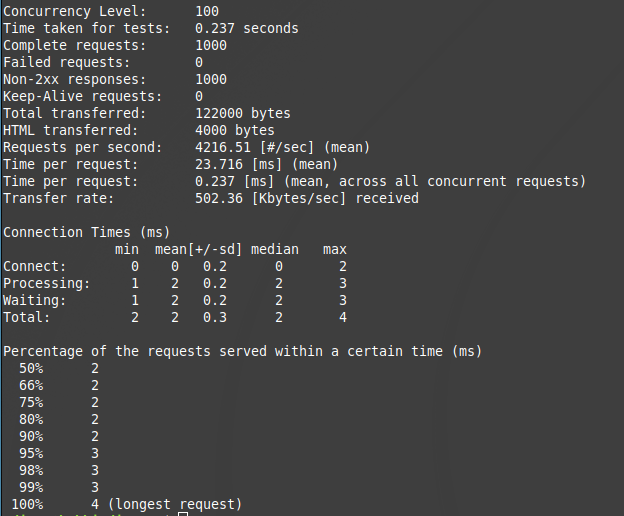 Concurrency Level:      100
Time taken for tests:   0.237 seconds
Complete requests:      1000
Failed requests:        0
Non-2xx responses:      1000
Keep-Alive requests:    0
Total transferred:      122000 bytes
HTML transferred:       4000 bytes
Requests per second:    4216.51 [#/sec] (mean)
Time per request:       23.716 [ms] (mean)
Time per request:       0.237 [ms] (mean, across all concurrent requests)
Transfer rate:          502.36 [Kbytes/sec] received

Connection Times (ms)
              min  mean[+/-sd] median   max
Connect:        0    0   0.2      0       2
Processing:     1    2   0.2      2       3
Waiting:        1    2   0.2      2       3
Total:          2    2   0.3      2       4

Percentage of the requests served within a certain time (ms)
  50%      2
  66%      2
  75%      2
  80%      2
  90%      2
  95%      3
  98%      3
  99%      3
 100%      4 (longest request)